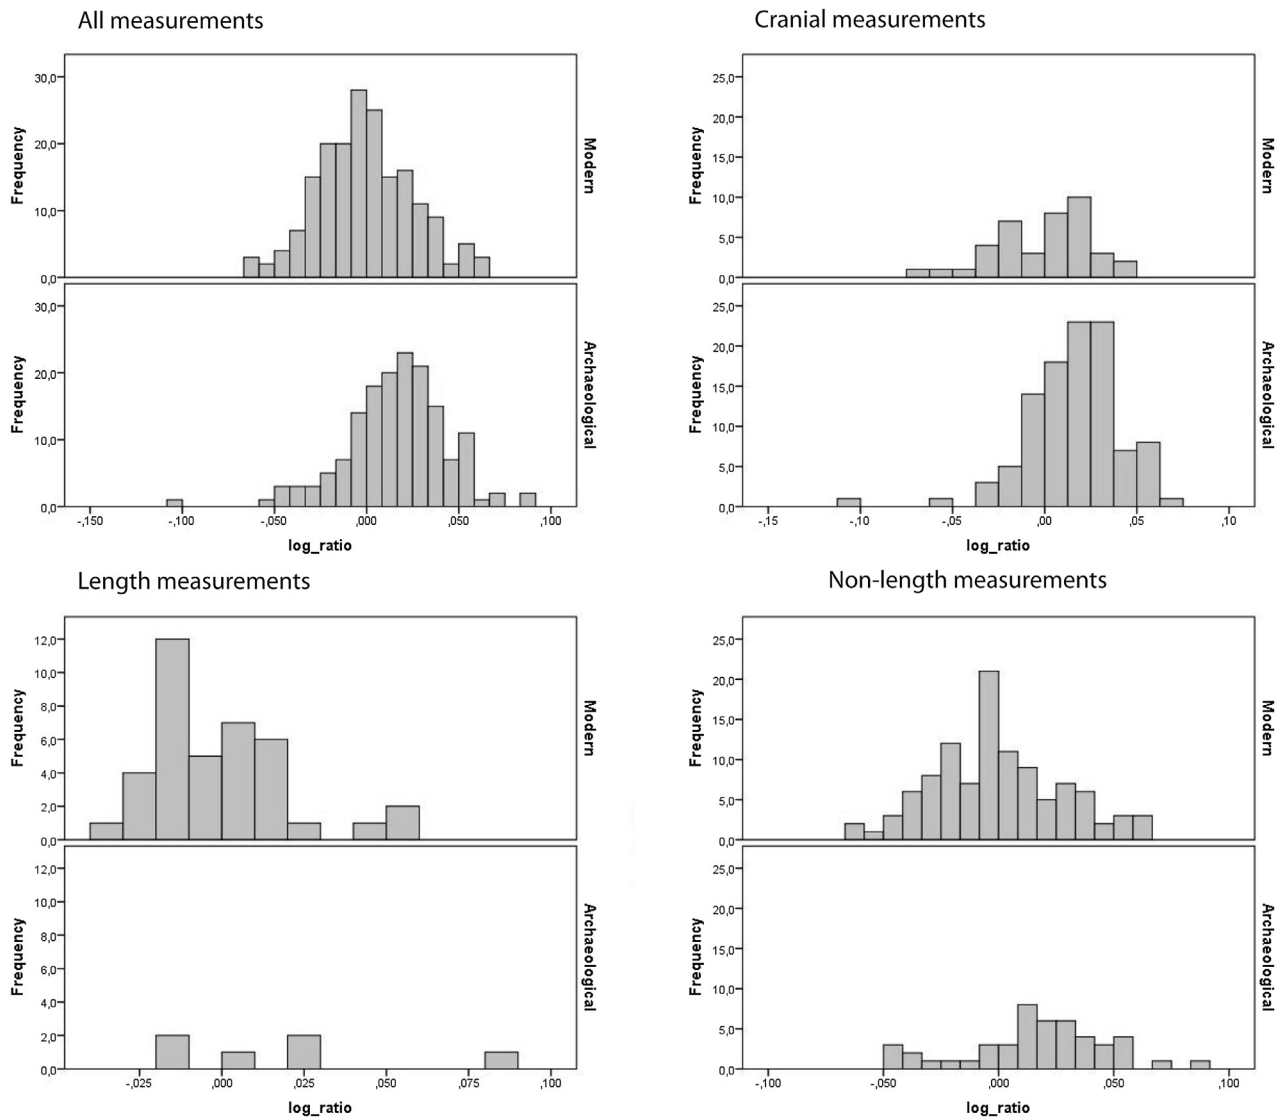 All measurements
30,0
20,0
10,0
0,0
Frequency
Modern
30,0
20,0
10,0
0,0
Frequency
Archaeological
-,150
-,100
-,050
,000
,050
,100
log_ratio
Cranial measurements
25,0
20,0
15,0
10,0
5,0
0,0
Frequency
Modern
25,0
20,0
15,0
10,0
5,0
0,0
Frequency
Archaeological
-,15
-,10
-,05
,00
,05
,10
log_ratio
Length measurements
12,0
10,0
8,0
6,0
4,0
2,0
0,0
Frequency
Modern
12,0
10,0
8,0
6,0
4,0
2,0
0,0
Frequency
Archaeological
-,025
,000
,025
,050
,075
,100
log_ratio
Non-length measurements
25,0
20,0
15,0
10,0
5,0
0,0
Frequency
Modern
25,0
20,0
15,0
10,0
5,0
0,0
Frequency
Archaeological
-,100
-,050
,000
,050
,100
log_ratio